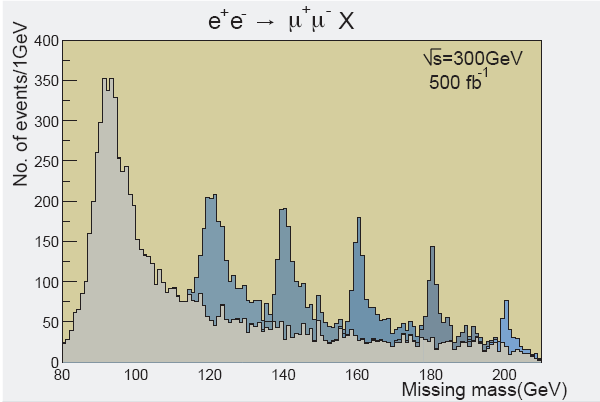 e⁺e⁻ → μ⁺μ⁻ X
No. of events/1GeV
400
350
300
250
200
150
100
50
0
√s=300GeV
500 fb⁻¹
80 100 120 140 160 180 200
Missing mass(GeV)